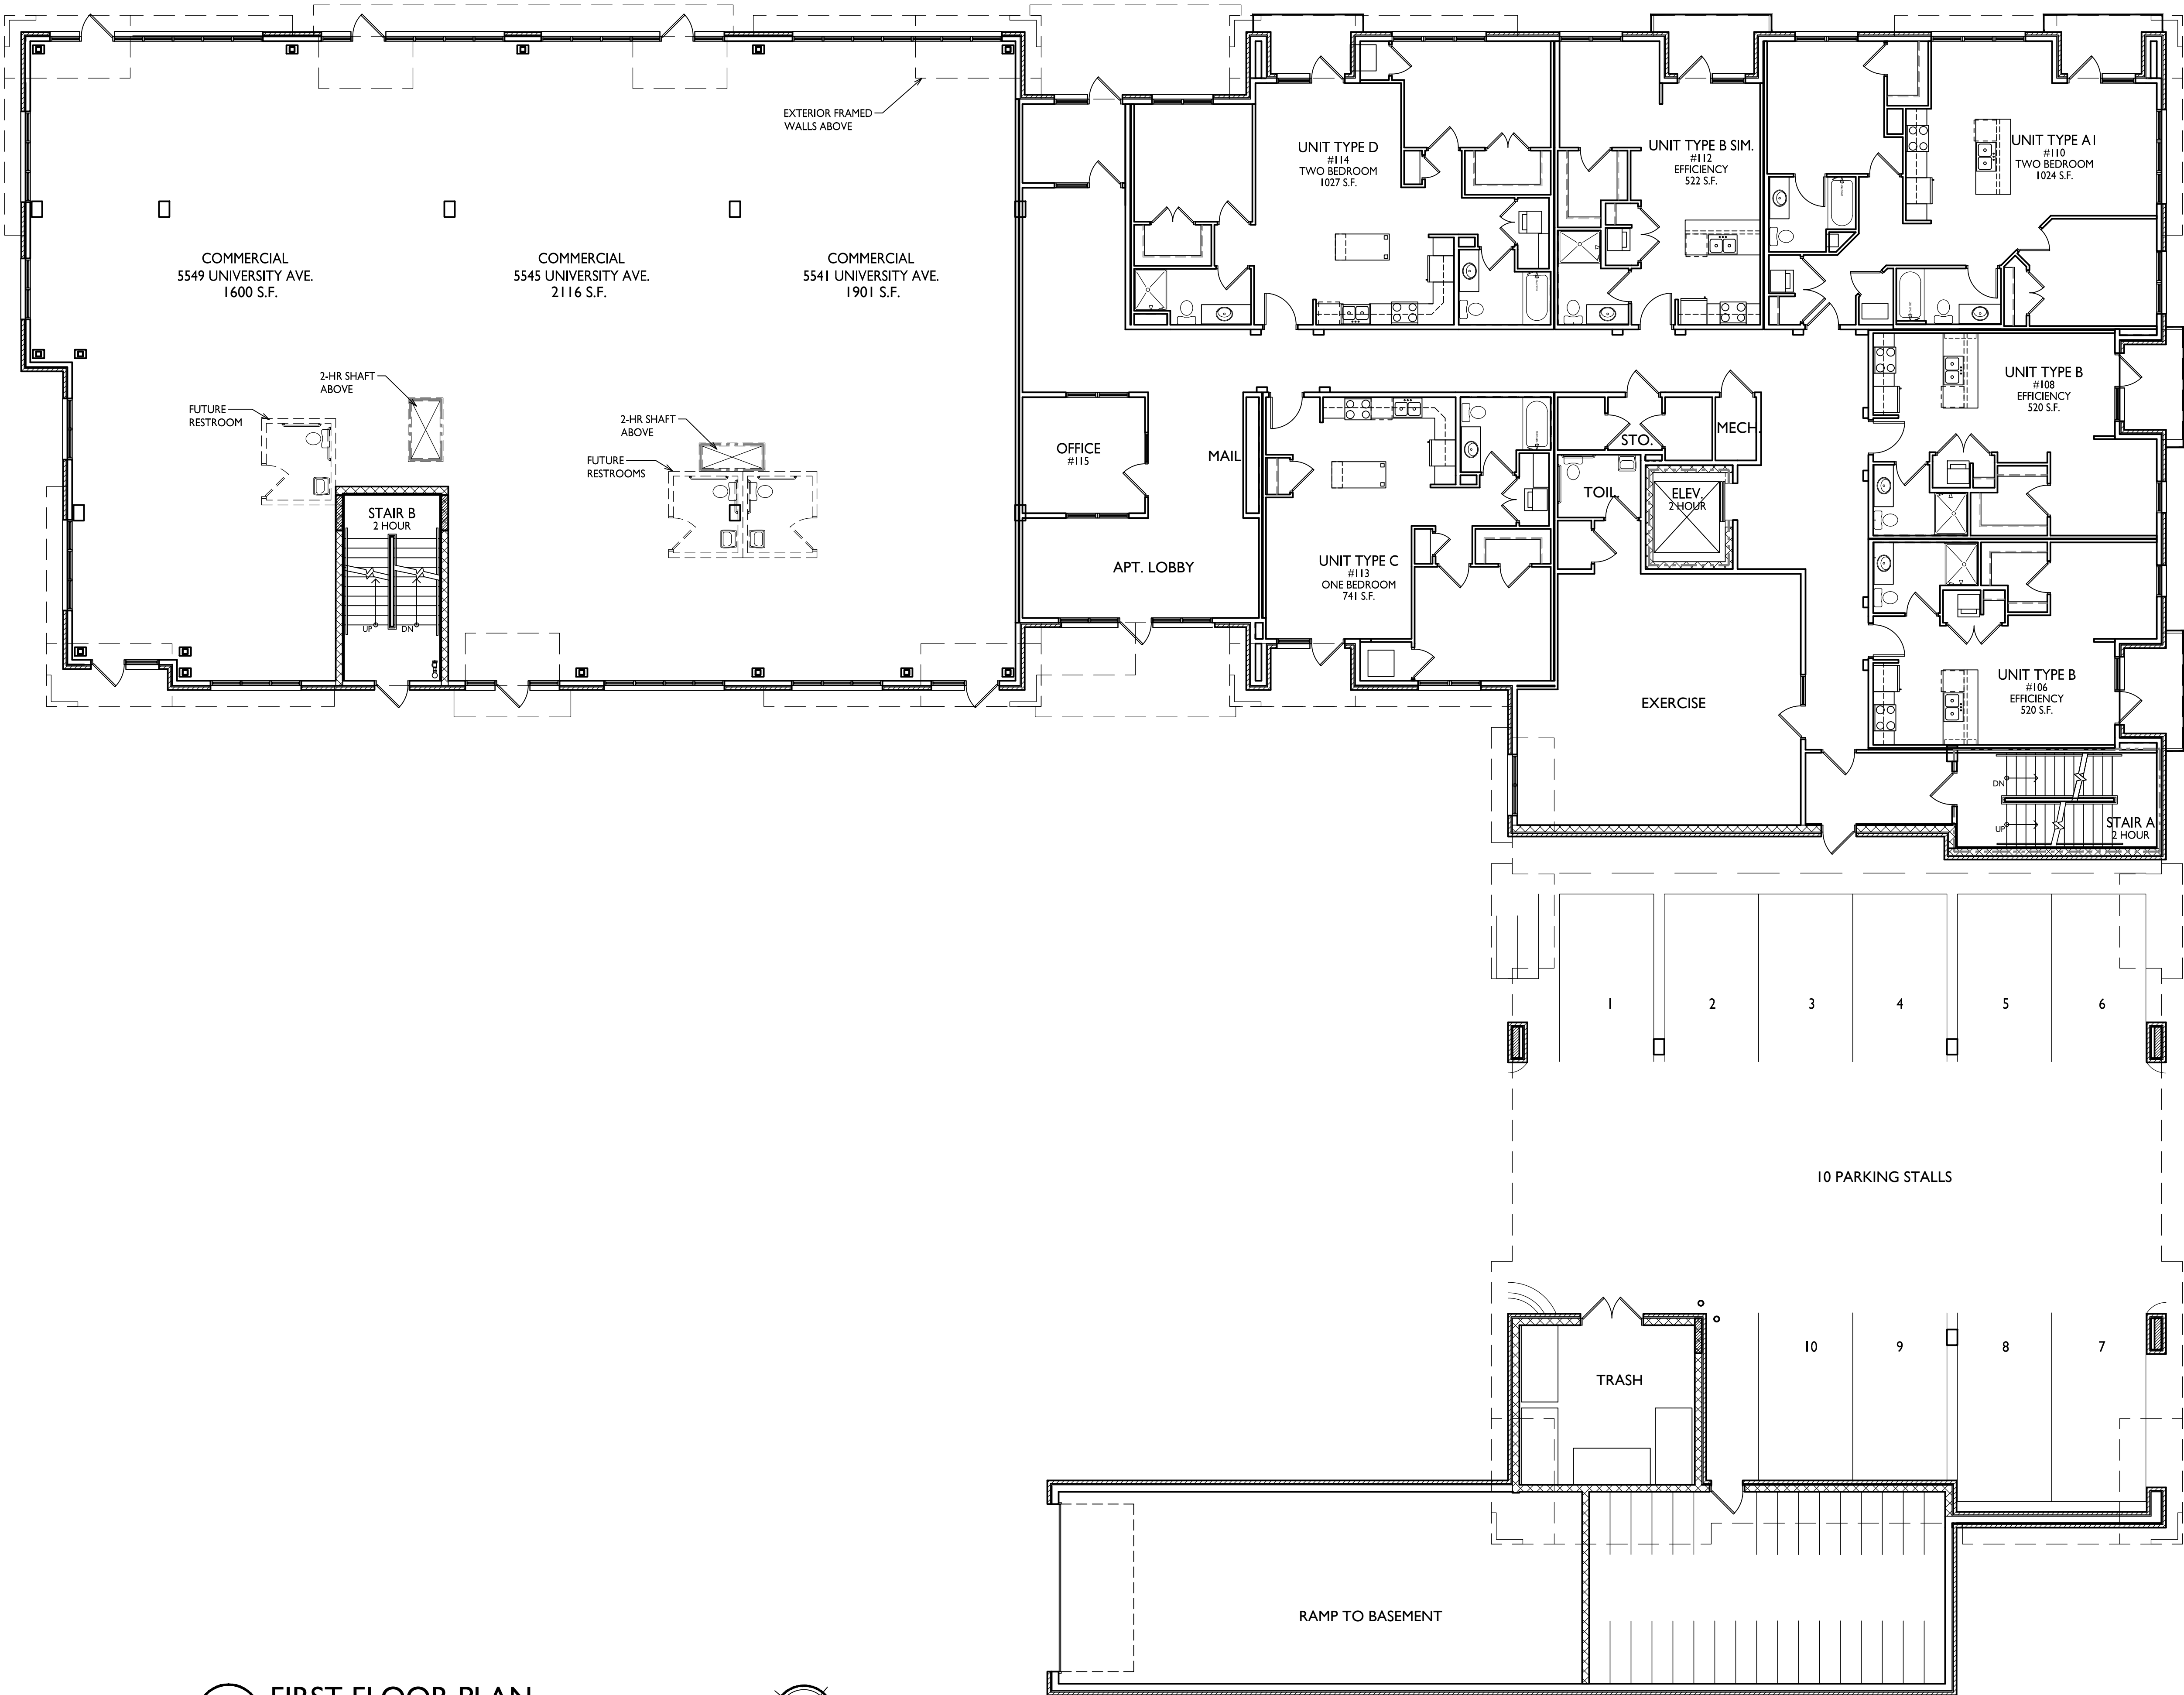 EXTERIOR FRAMED
WALLS ABOVE
UNIT TYPE D
#114
TWO BEDROOM
1027 S.F.
UNIT TYPE B SIM.
#112
EFFICIENCY
522 S.F.
UNIT TYPE A1
#110
TWO BEDROOM
1024 S.F.
COMMERCIAL
5549 UNIVERSITY AVE.
1600 S.F.
COMMERCIAL
5545 UNIVERSITY AVE.
2116 S.F.
COMMERCIAL
5541 UNIVERSITY AVE.
1901 S.F.
UNIT TYPE B
#108
EFFICIENCY
520 S.F.
2-HR SHAFT
ABOVE
FUTURE
RESTROOM
2-HR SHAFT
ABOVE
FUTURE
RESTROOMS
OFFICE
#115
MAIL
STO.
MECH.
TOIL.
ELEV.
2 HOUR
STAIR B
2 HOUR
UP
DN
APT. LOBBY
UNIT TYPE C
#113
ONE BEDROOM
741 S.F.
EXERCISE
UNIT TYPE B
#106
EFFICIENCY
520 S.F.
DN
UP
STAIR A
2 HOUR
1
2
3
4
5
6
10 PARKING STALLS
10
9
8
7
TRASH
RAMP TO BASEMENT
FIRST FLOOR PLAN